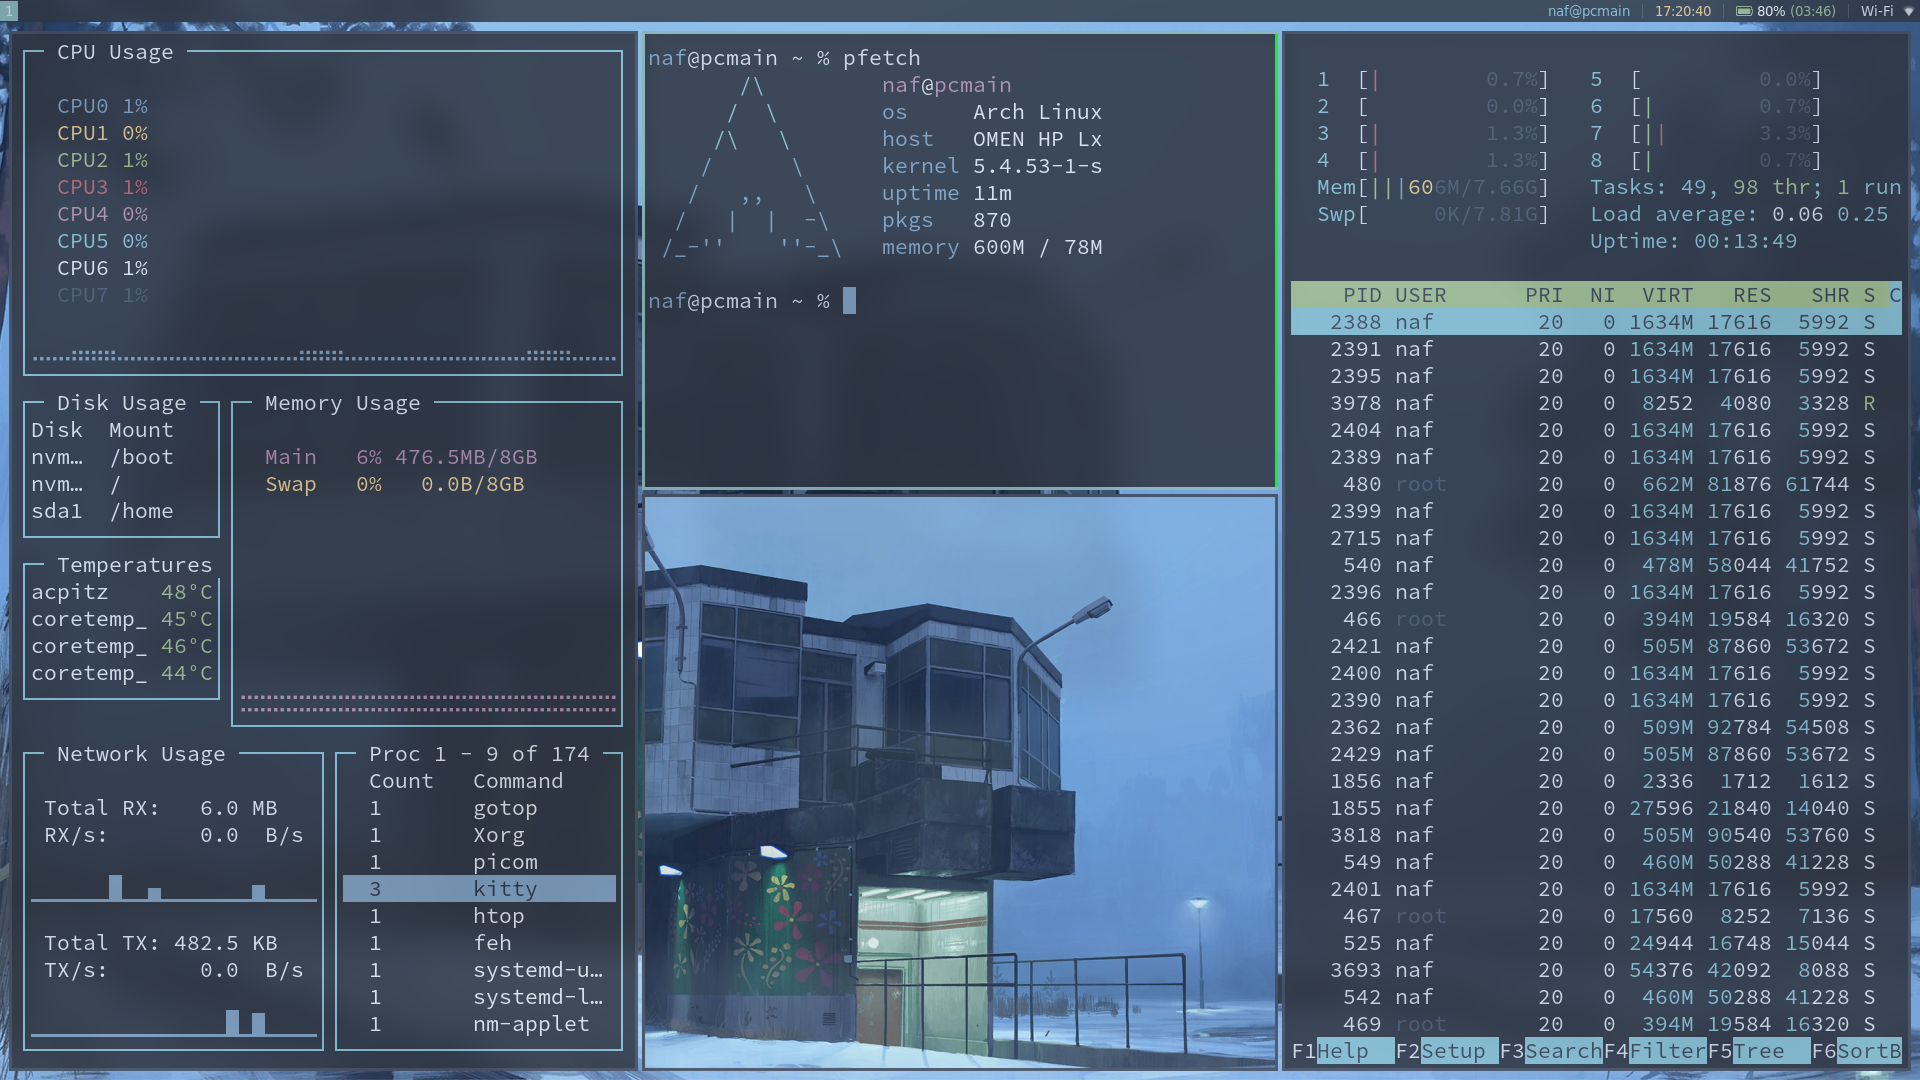 1
naf@pcmain 17:20:40 80% (03:46) Wi-Fi
CPU Usage
CPU0 1%
CPU1 0%
CPU2 1%
CPU3 1%
CPU4 0%
CPU5 0%
CPU6 1%
CPU7 1%
Disk Usage
Disk Mount
nvm… /boot
nvm… /
sda1 /home
Memory Usage
Main 6% 476.5MB/8GB
Swap 0% 0.0B/8GB
Temperatures
acpitz 48°C
coretemp_ 45°C
coretemp_ 46°C
coretemp_ 44°C
Network Usage
Total RX: 6.0 MB
RX/s: 0.0 B/s
Total TX: 482.5 KB
TX/s: 0.0 B/s
Proc 1 - 9 of 174
Count Command
1 gotop
1 Xorg
1 picom
3 kitty
1 htop
1 feh
1 systemd-u…
1 systemd-l…
1 nm-applet
naf@pcmain ~ % pfetch
naf@pcmain
os Arch Linux
host OMEN HP Lx
kernel 5.4.53-1-s
uptime 11m
pkgs 870
memory 600M / 78M
naf@pcmain ~ %
1 [| 0.7%] 5 [ 0.0%]
2 [ 0.0%] 6 [| 0.7%]
3 [| 1.3%] 7 [|| 3.3%]
4 [| 1.3%] 8 [| 0.7%]
Mem[|||606M/7.66G] Tasks: 49, 98 thr; 1 run
Swp[ 0K/7.81G] Load average: 0.06 0.25
Uptime: 00:13:49
PID USER PRI NI VIRT RES SHR S C
2388 naf 20 0 1634M 17616 5992 S
2391 naf 20 0 1634M 17616 5992 S
2395 naf 20 0 1634M 17616 5992 S
3978 naf 20 0 8252 4080 3328 R
2404 naf 20 0 1634M 17616 5992 S
2389 naf 20 0 1634M 17616 5992 S
480 root 20 0 662M 81876 61744 S
2399 naf 20 0 1634M 17616 5992 S
2715 naf 20 0 1634M 17616 5992 S
540 naf 20 0 478M 58044 41752 S
2396 naf 20 0 1634M 17616 5992 S
466 root 20 0 394M 19584 16320 S
2421 naf 20 0 505M 87860 53672 S
2400 naf 20 0 1634M 17616 5992 S
2390 naf 20 0 1634M 17616 5992 S
2362 naf 20 0 509M 92784 54508 S
2429 naf 20 0 505M 87860 53672 S
1856 naf 20 0 2336 1712 1612 S
1855 naf 20 0 27596 21840 14040 S
3818 naf 20 0 505M 90540 53760 S
549 naf 20 0 460M 50288 41228 S
2401 naf 20 0 1634M 17616 5992 S
467 root 20 0 17560 8252 7136 S
525 naf 20 0 24944 16748 15044 S
3693 naf 20 0 54376 42092 8088 S
542 naf 20 0 460M 50288 41228 S
469 root 20 0 394M 19584 16320 S
F1Help F2Setup F3SearchF4FilterF5Tree F6SortB